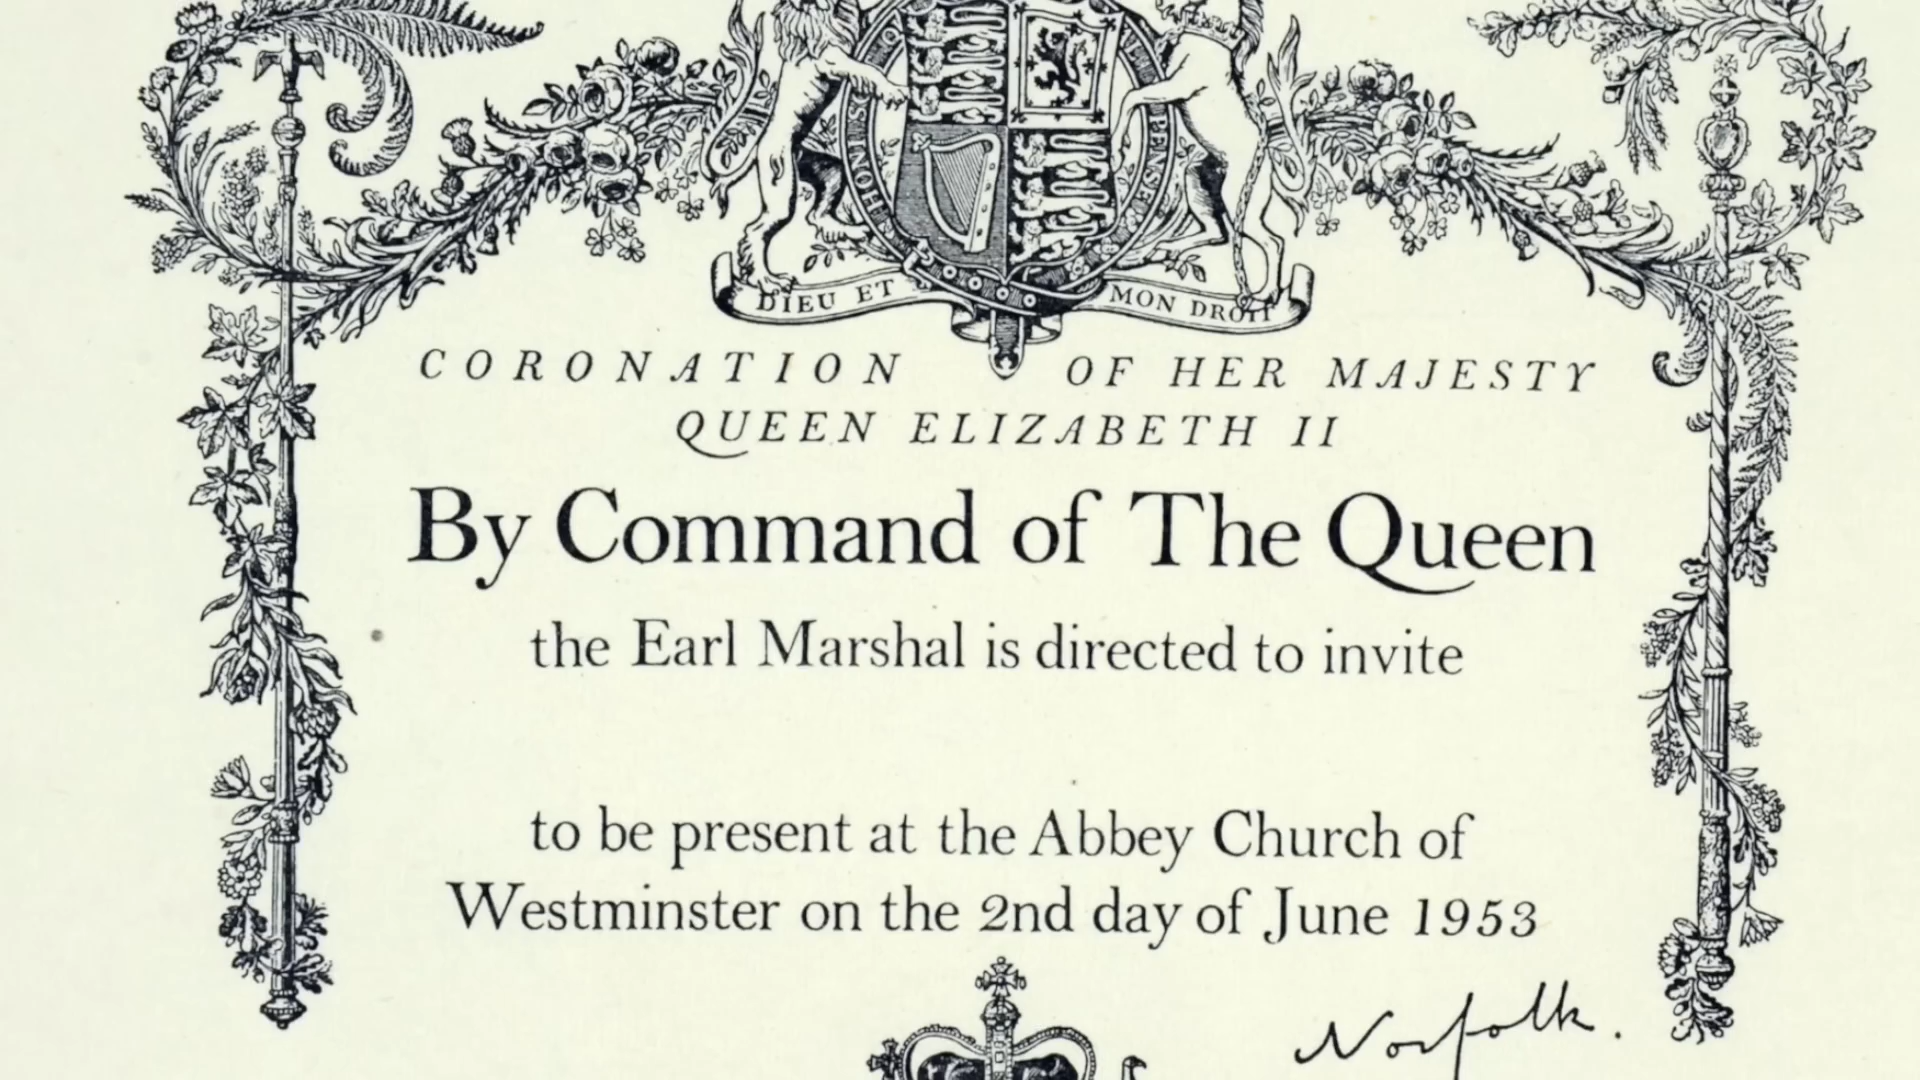 HONI
PENSE
DIEU ET MON DROIT
CORONATION OF HER MAJESTY
QUEEN ELIZABETH II
By Command of The Queen
the Earl Marshal is directed to invite
to be present at the Abbey Church of
Westminster on the 2nd day of June 1953
Norfolk.